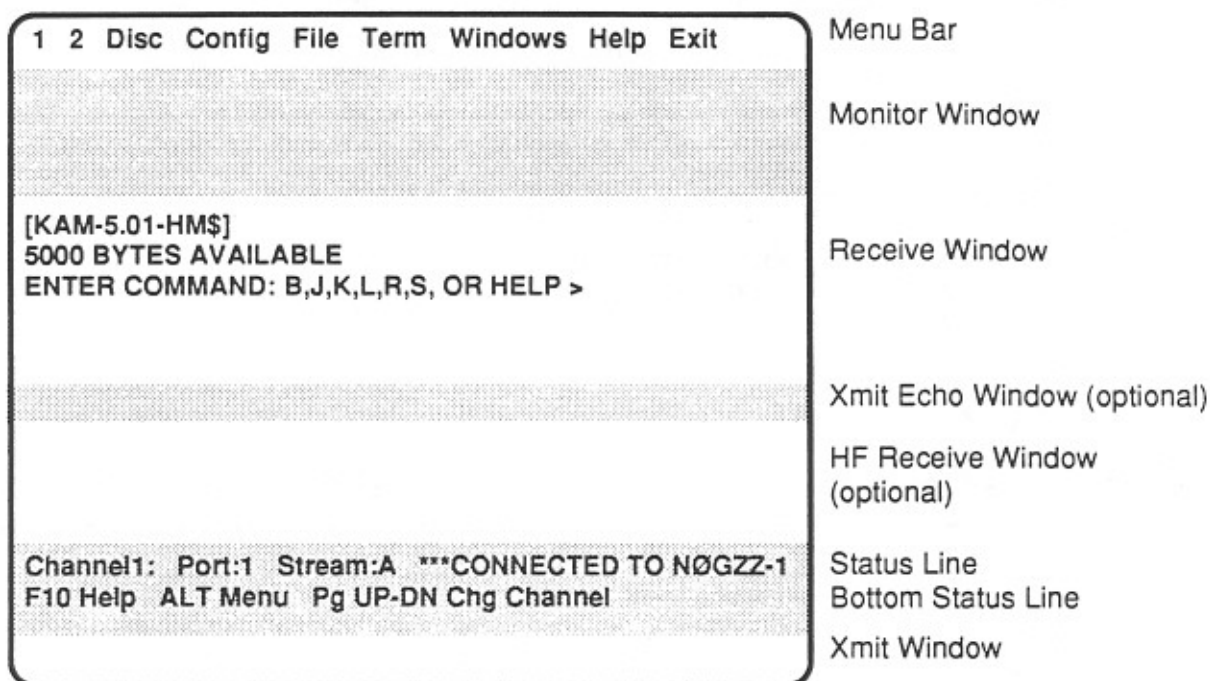 1 2 Disc Config File Term Windows Help Exit
Menu Bar
Monitor Window
[KAM-5.01-HM$]
5000 BYTES AVAILABLE
ENTER COMMAND: B,J,K,L,R,S, OR HELP >
Receive Window
Xmit Echo Window (optional)
HF Receive Window
(optional)
Channel1: Port:1 Stream:A ***CONNECTED TO NØGZZ-1
Status Line
F10 Help ALT Menu Pg UP-DN Chg Channel
Bottom Status Line
Xmit Window